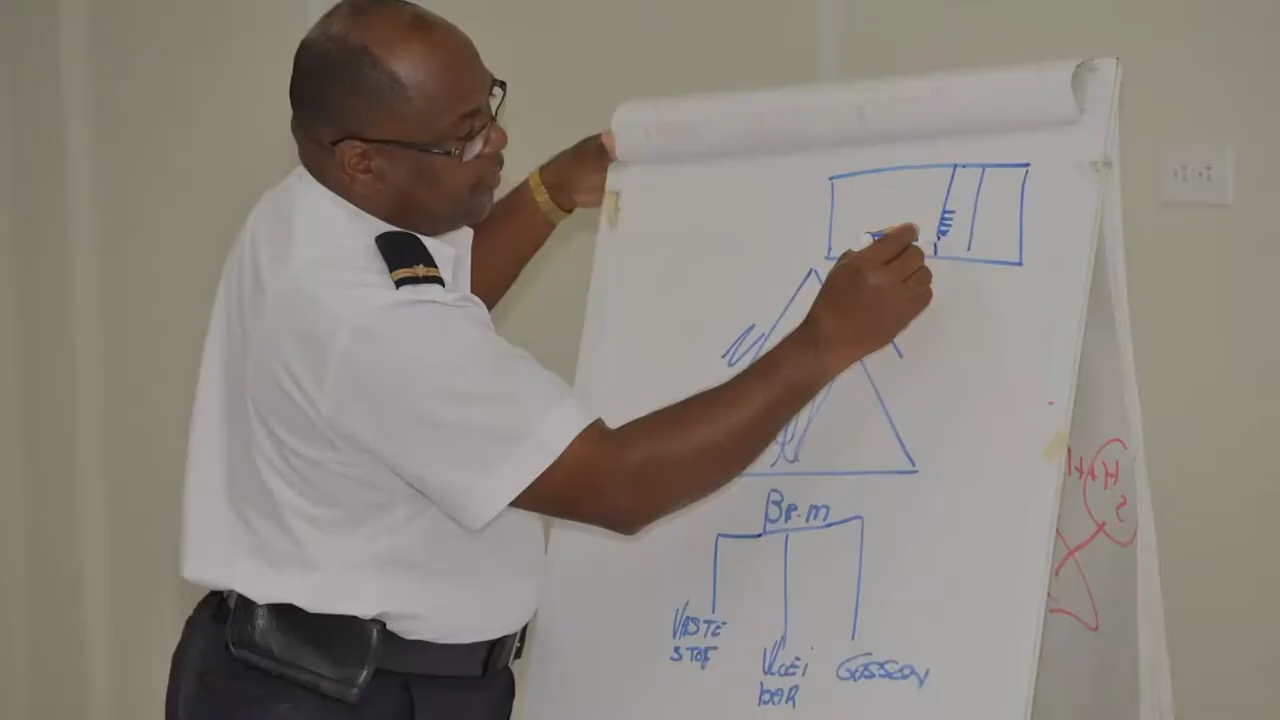 Br.m
VASTE
STOF
VLOEI
BAR
GASSEN